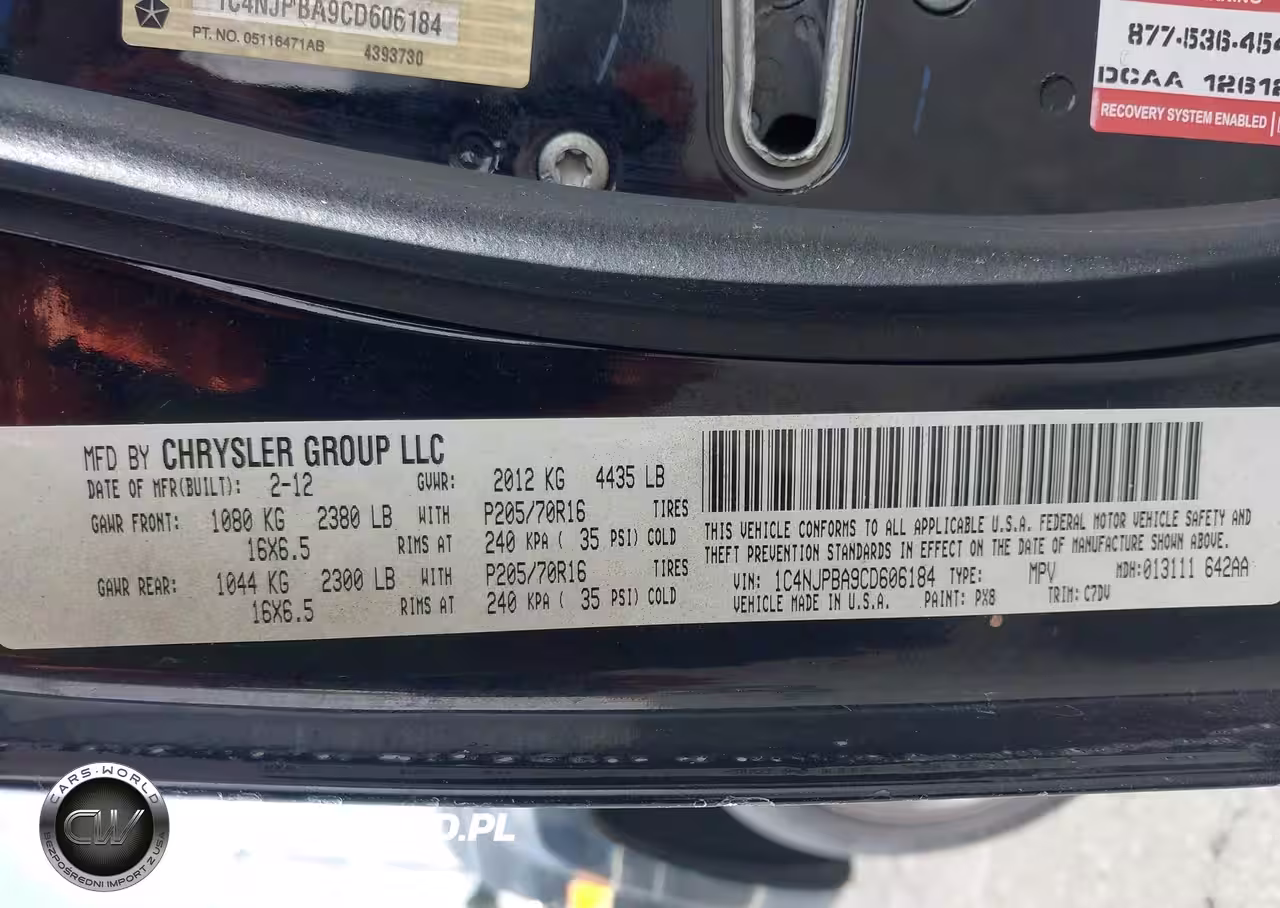 1C4NJPBA9CD606184
PT. NO. 05116471AB
4393730
877-536-454
DCAA 12612
RECOVERY SYSTEM ENABLED
MFD BY CHRYSLER GROUP LLC
DATE OF MFR(BUILT): 2-12 GVWR: 2012 KG 4435 LB
GAWR FRONT: 1080 KG 2380 LB WITH P205/70R16 TIRES
16X6.5 RIMS AT 240 KPA ( 35 PSI) COLD
GAWR REAR: 1044 KG 2300 LB WITH P205/70R16 TIRES
16X6.5 RIMS AT 240 KPA ( 35 PSI) COLD
THIS VEHICLE CONFORMS TO ALL APPLICABLE U.S.A. FEDERAL MOTOR VEHICLE SAFETY AND
THEFT PREVENTION STANDARDS IN EFFECT ON THE DATE OF MANUFACTURE SHOWN ABOVE.
VIN: 1C4NJPBA9CD606184 TYPE: MPV MDH:013111 642AA
VEHICLE MADE IN U.S.A. PAINT: PX8 TRIM: C7DV
CARS-WORLD
CW
BEZPOŚREDNI IMPORT Z USA
D.PL